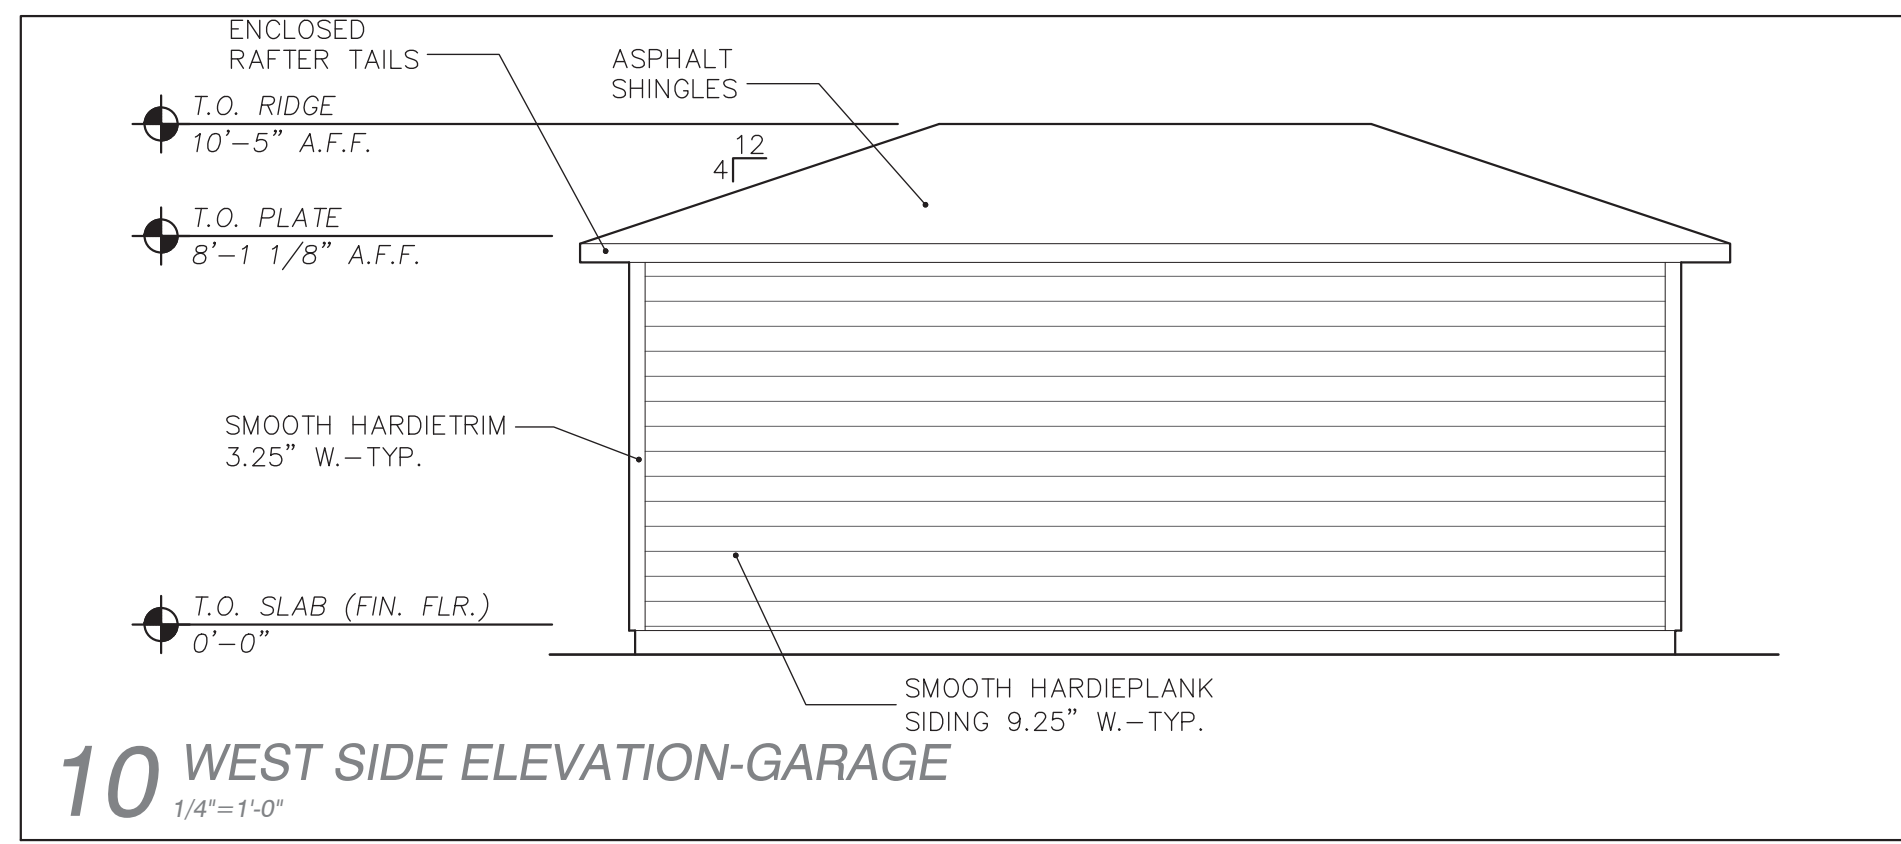 ENCLOSED
RAFTER TAILS
ASPHALT
SHINGLES
T.O. RIDGE
10'-5" A.F.F.
12
4
T.O. PLATE
8'-1 1/8" A.F.F.
SMOOTH HARDIETRIM
3.25" W.-TYP.
T.O. SLAB (FIN. FLR.)
0'-0"
SMOOTH HARDIEPLANK
SIDING 9.25" W.-TYP.
10 WEST SIDE ELEVATION-GARAGE
1/4"=1'-0"